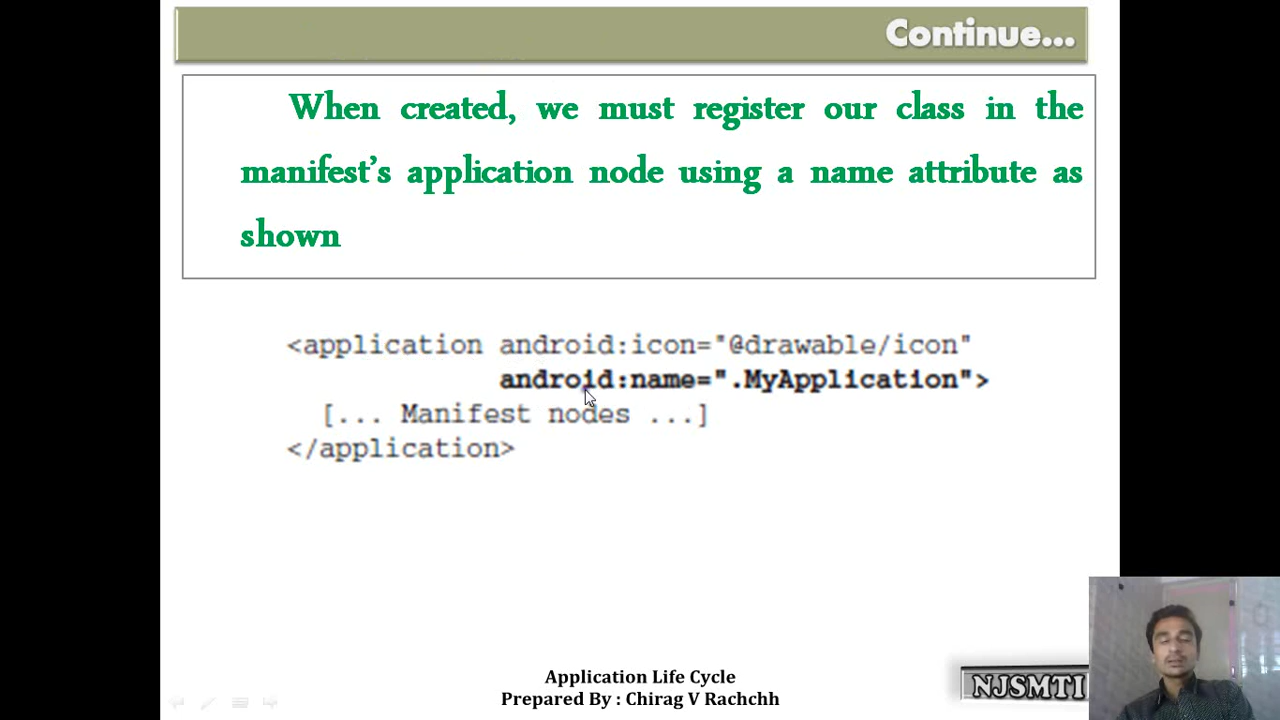 Continue...
When created, we must register our class in the
manifest's application node using a name attribute as
shown
<application android:icon="@drawable/icon"
android:name=".MyApplication">
[... Manifest nodes ...]
</application>
Application Life Cycle
Prepared By : Chirag V Rachchh
NJSMTI